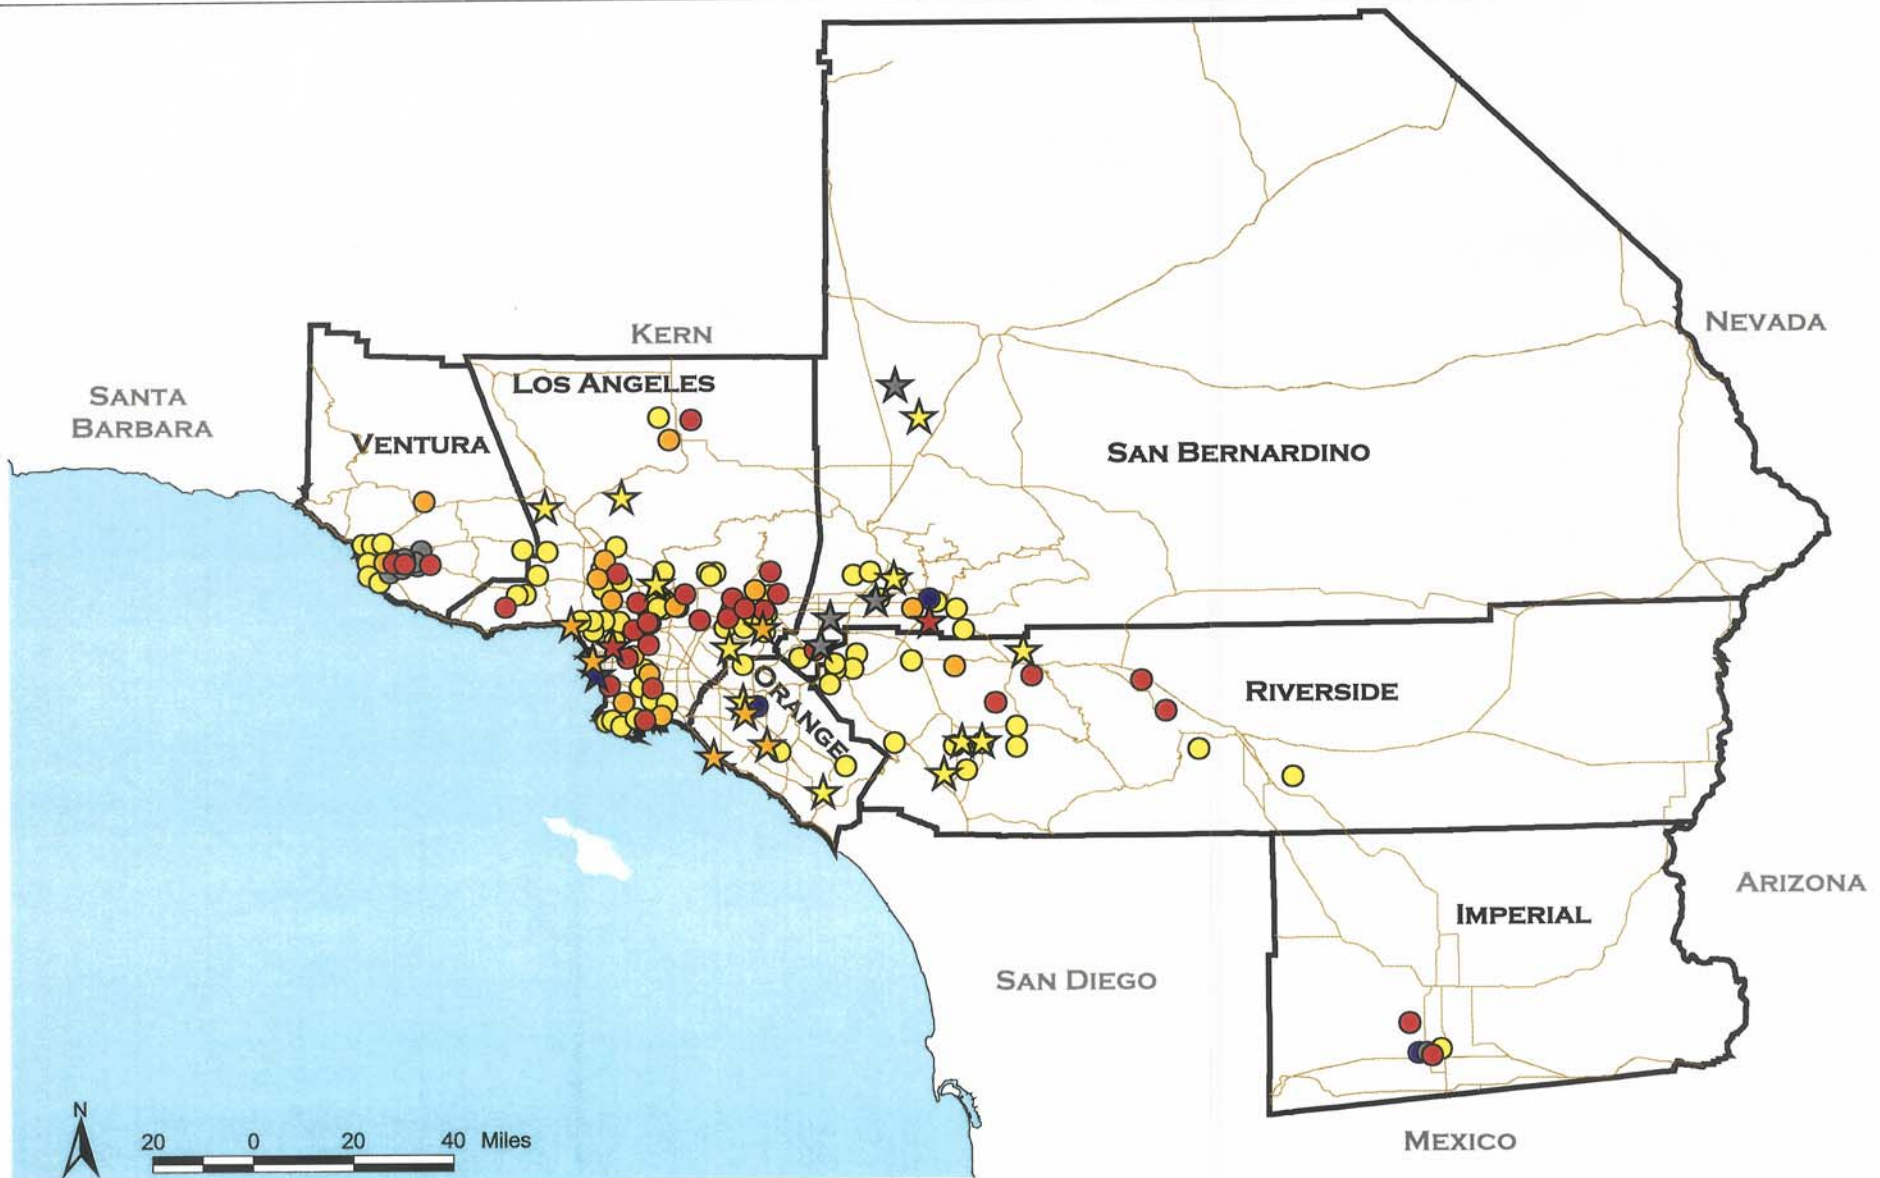 KERN
NEVADA
SANTA
BARBARA
LOS ANGELES
VENTURA
SAN BERNARDINO
ORANGE
RIVERSIDE
ARIZONA
IMPERIAL
SAN DIEGO
N
20 0 20 40 Miles
MEXICO